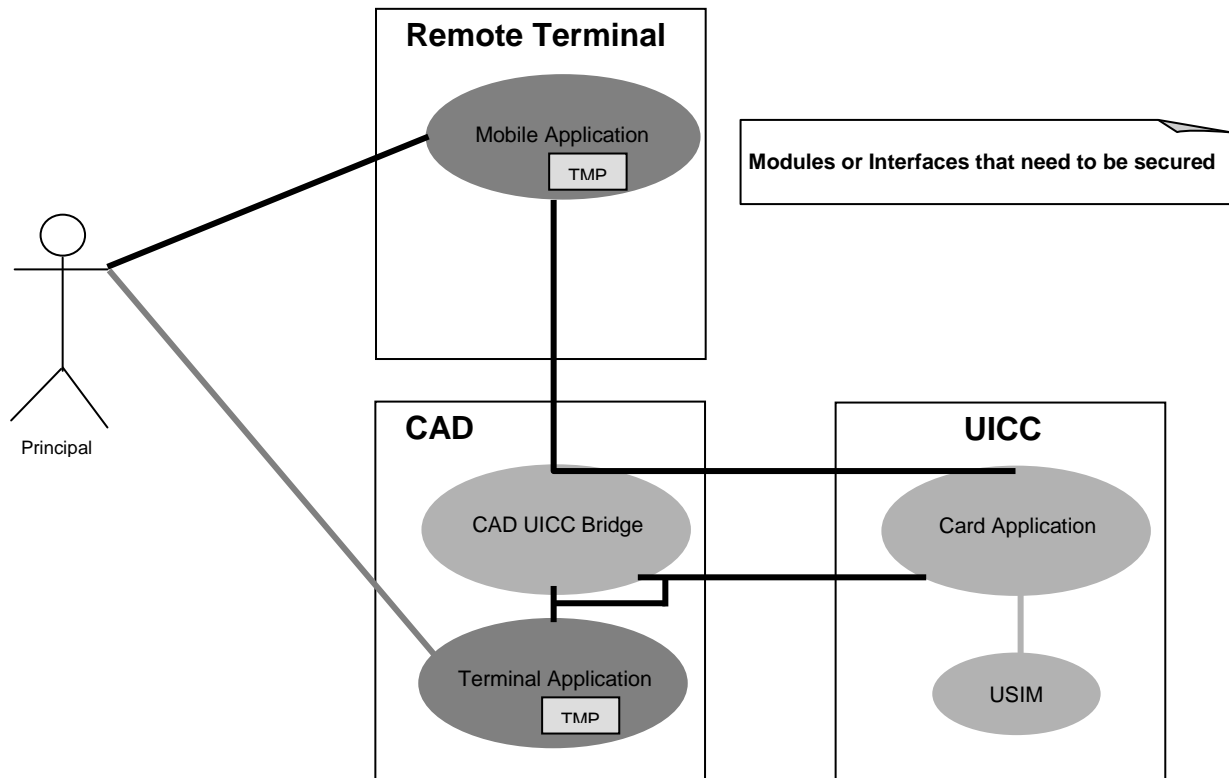 Remote Terminal
Mobile Application
TMP
Modules or Interfaces that need to be secured
Principal
CAD
UICC
CAD UICC Bridge
Card Application
Terminal Application
TMP
USIM